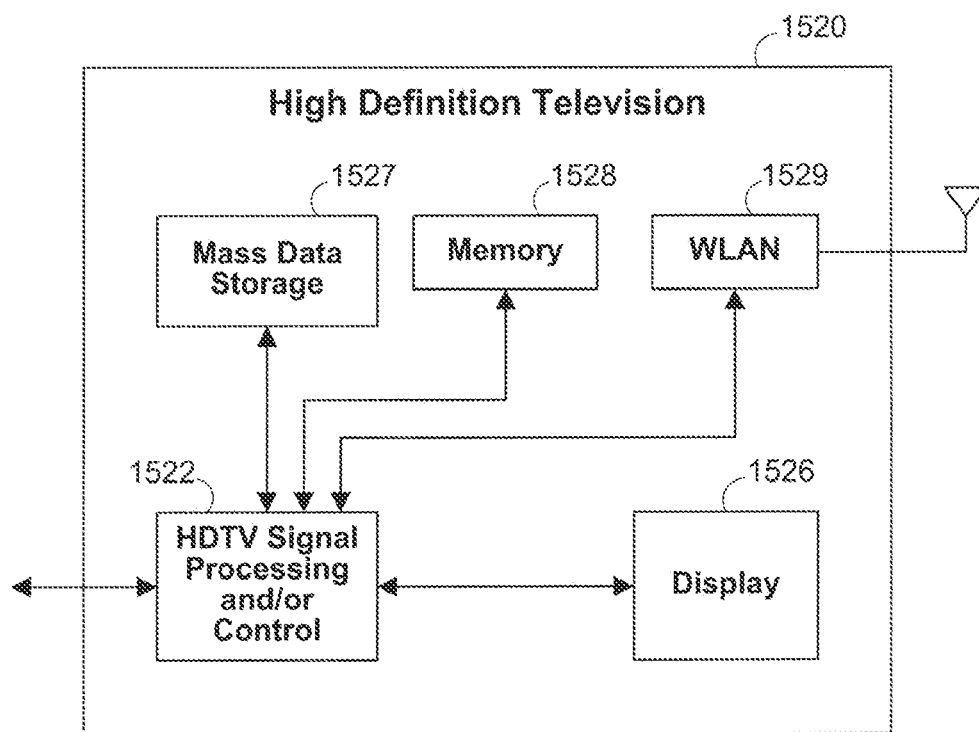 1520
High Definition Television
1527
1528
1529
Mass Data
Storage
Memory
WLAN
1522
1526
HDTV Signal
Processing
and/or
Control
Display